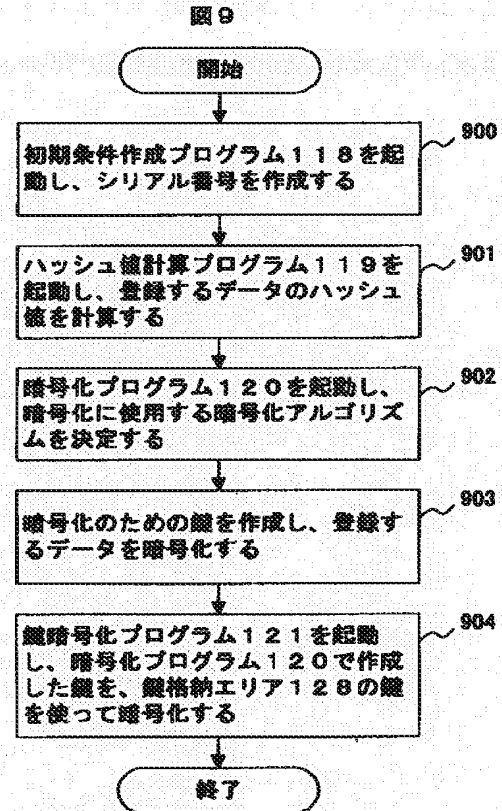 図９
開始
初期条件作成プログラム１１８を起
動し、シリアル番号を作成する
900
ハッシュ値計算プログラム１１９を
起動し、登録するデータのハッシュ
値を計算する
901
暗号化プログラム１２０を起動し、
暗号化に使用する暗号化アルゴリズ
ムを決定する
902
暗号化のための鍵を作成し、登録す
るデータを暗号化する
903
鍵暗号化プログラム１２１を起動
し、暗号化プログラム１２０で作成
した鍵を、鍵格納エリア１２８の鍵
を使って暗号化する
904
終了